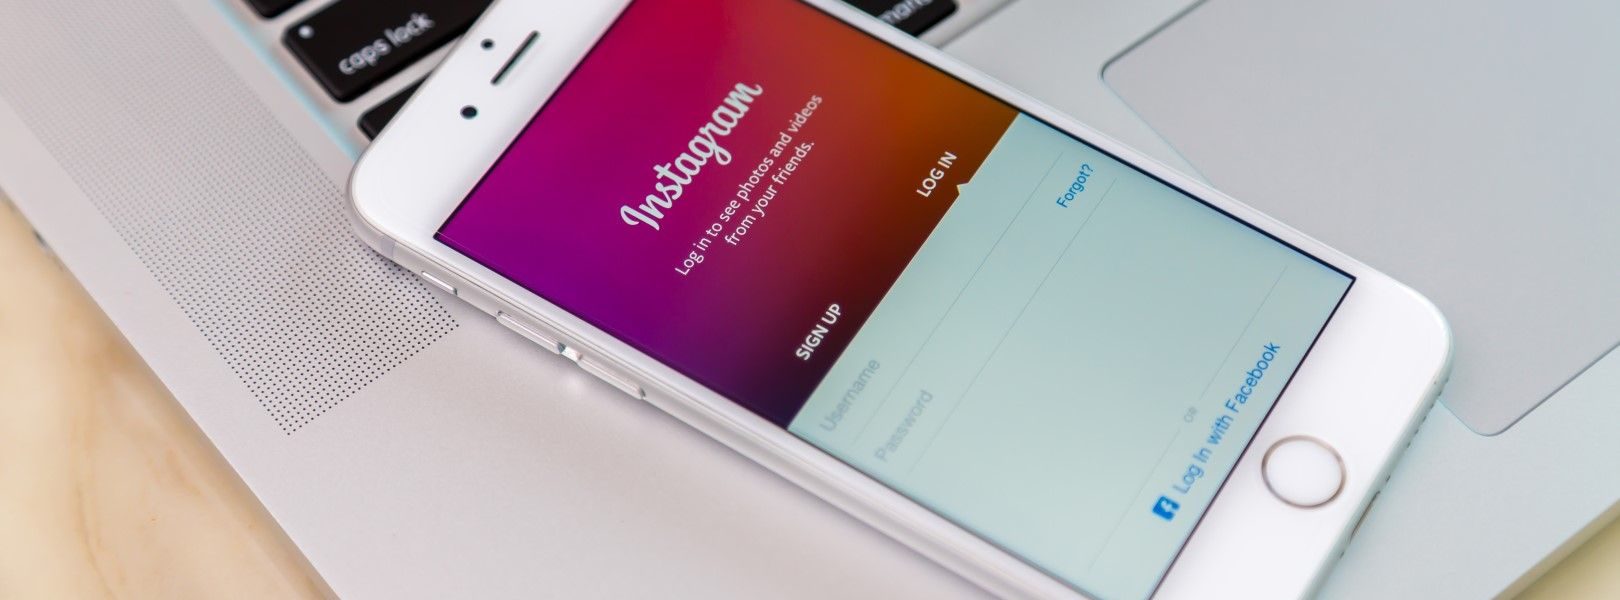 caps lock
Instagram
Log in to see photos and videos
from your friends.
SIGN UP
LOG IN
Username
Password
Forgot?
OR
Log In with Facebook